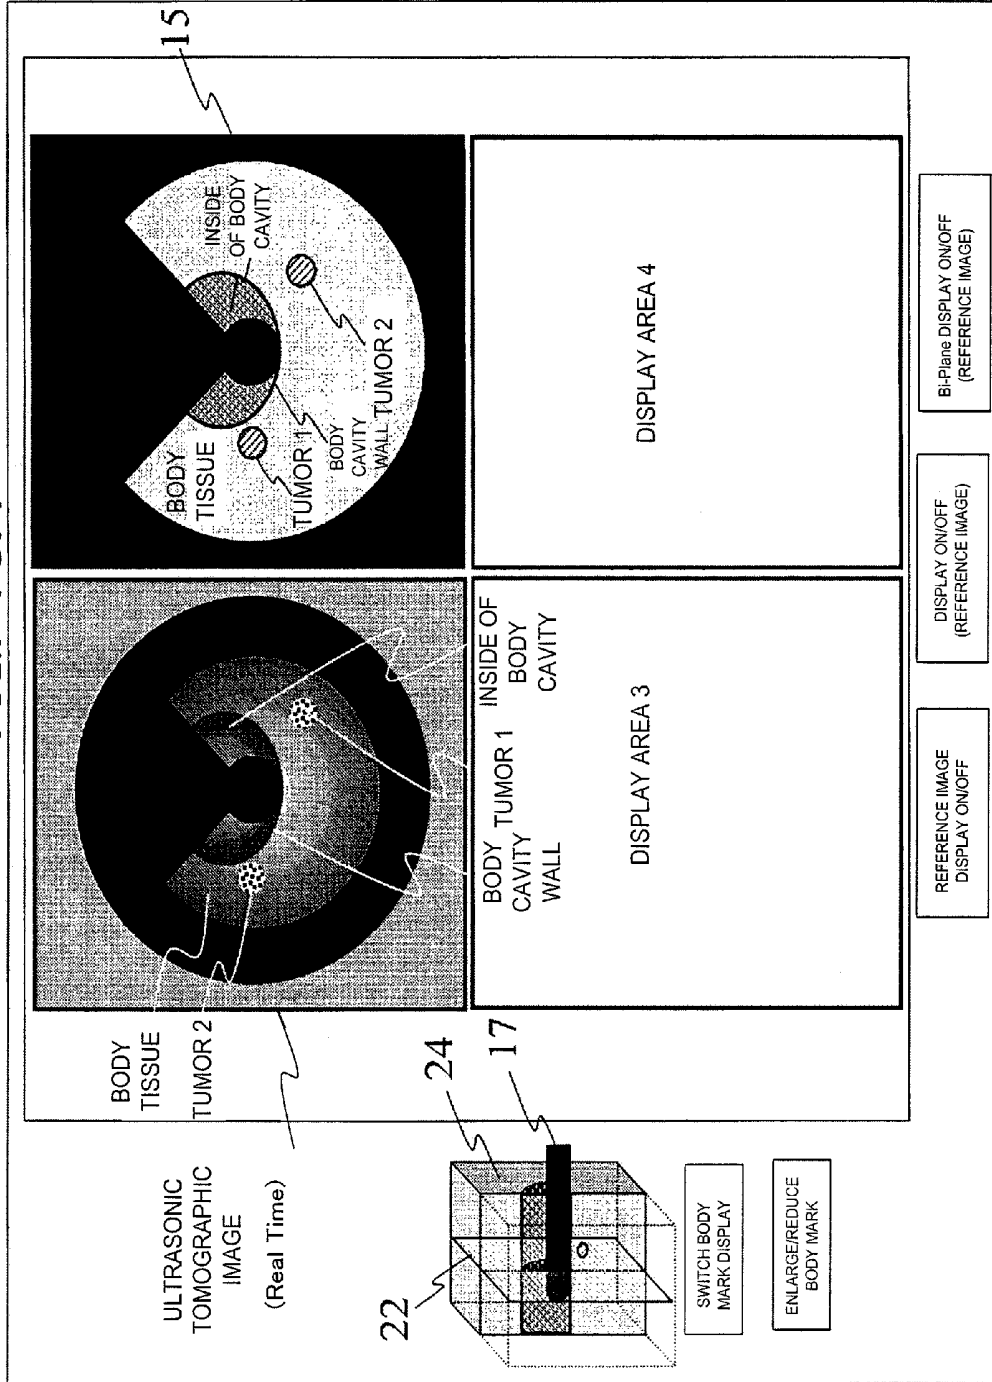 15
INSIDE
OF BODY
CAVITY
BODY
TISSUE
TUMOR 1
BODY
CAVITY
WALL
TUMOR 2
DISPLAY AREA 4
BODY
TISSUE
TUMOR 2
BODY
CAVITY
WALL
TUMOR 1
INSIDE OF
BODY
CAVITY
DISPLAY AREA 3
ULTRASONIC
TOMOGRAPHIC
IMAGE
(Real Time)
22
24
17
SWITCH BODY
MARK DISPLAY
ENLARGE/REDUCE
BODY MARK
REFERENCE IMAGE
DISPLAY ON/OFF
DISPLAY ON/OFF
(REFERENCE IMAGE)
Bi-Plane DISPLAY ON/OFF
(REFERENCE IMAGE)